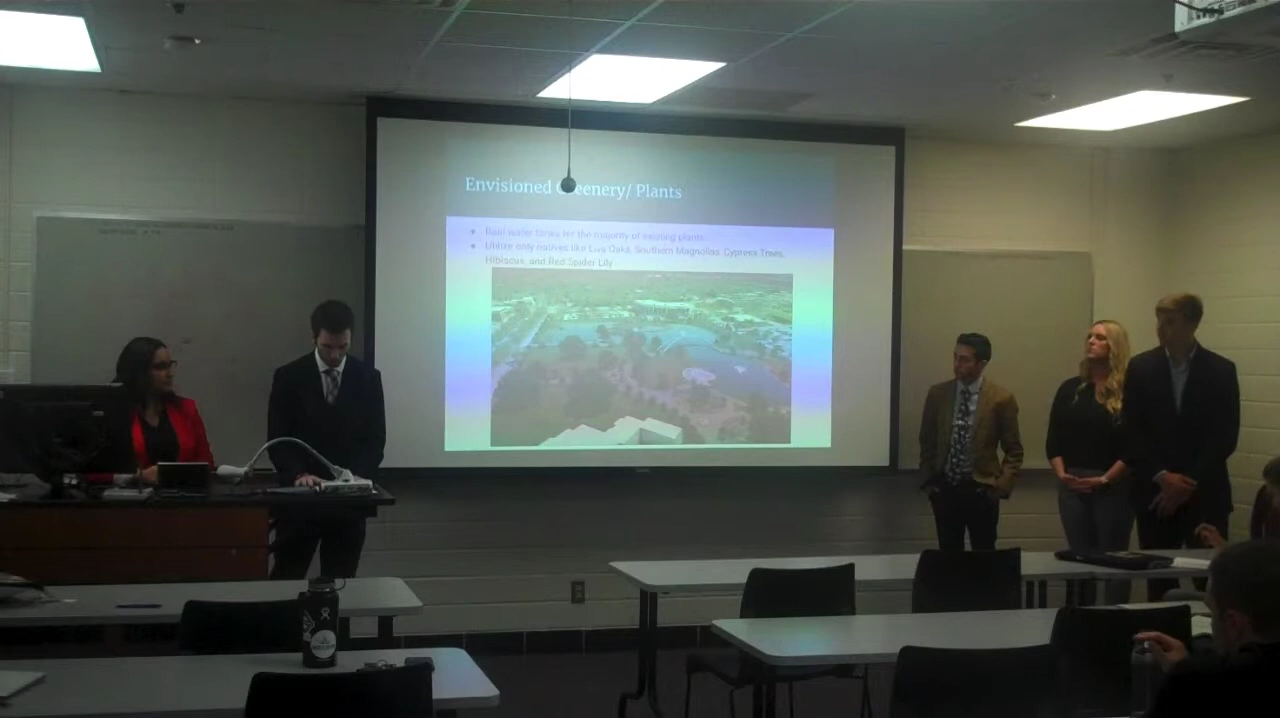 Envisioned Greenery/ Plants
Rain water tanks for the majority of existing plants.
Utilize only natives like Live Oaks, Southern Magnolias, Cypress Trees,
Hibiscus, and Red Spider Lily